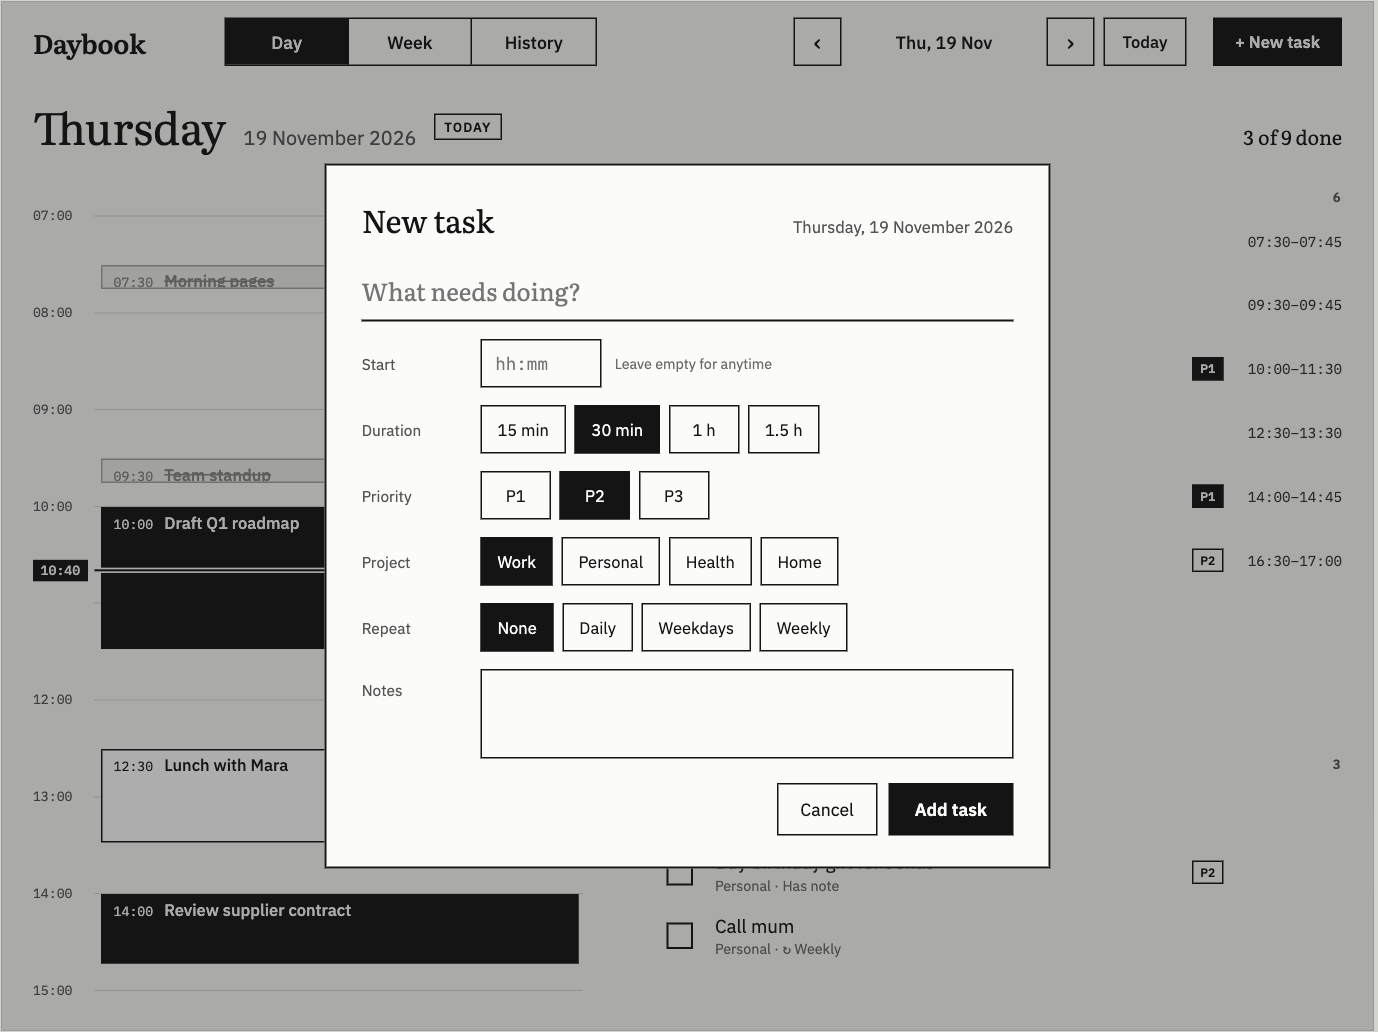 Daybook
Day
Week
History
‹
Thu, 19 Nov
›
Today
+ New task
Thursday
19 November 2026
TODAY
3 of 9 done
07:00
07:30 Morning pages
08:00
09:00
09:30 Team standup
10:00
10:00 Draft Q1 roadmap
10:40
12:00
12:30 Lunch with Mara
13:00
14:00
14:00 Review supplier contract
15:00
New task
Thursday, 19 November 2026
What needs doing?
Start
hh:mm
Leave empty for anytime
Duration
15 min
30 min
1 h
1.5 h
Priority
P1
P2
P3
Project
Work
Personal
Health
Home
Repeat
None
Daily
Weekdays
Weekly
Notes
Cancel
Add task
6
07:30–07:45
09:30–09:45
P1 10:00–11:30
12:30–13:30
P1 14:00–14:45
P2 16:30–17:00
3
P2
Personal · Has note
Call mum
Personal · ↻ Weekly